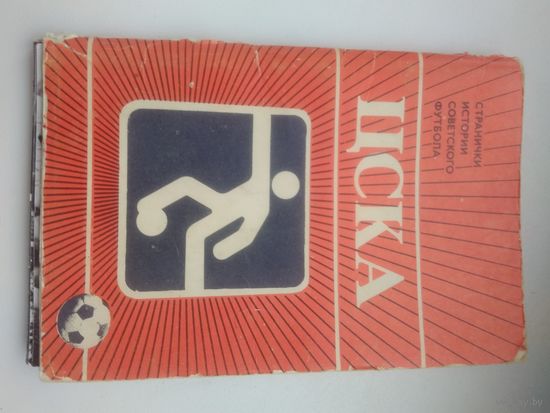 СТРАНИЧКИ
ИСТОРИИ
СОВЕТСКОГО
ФУТБОЛА
ЦСКА